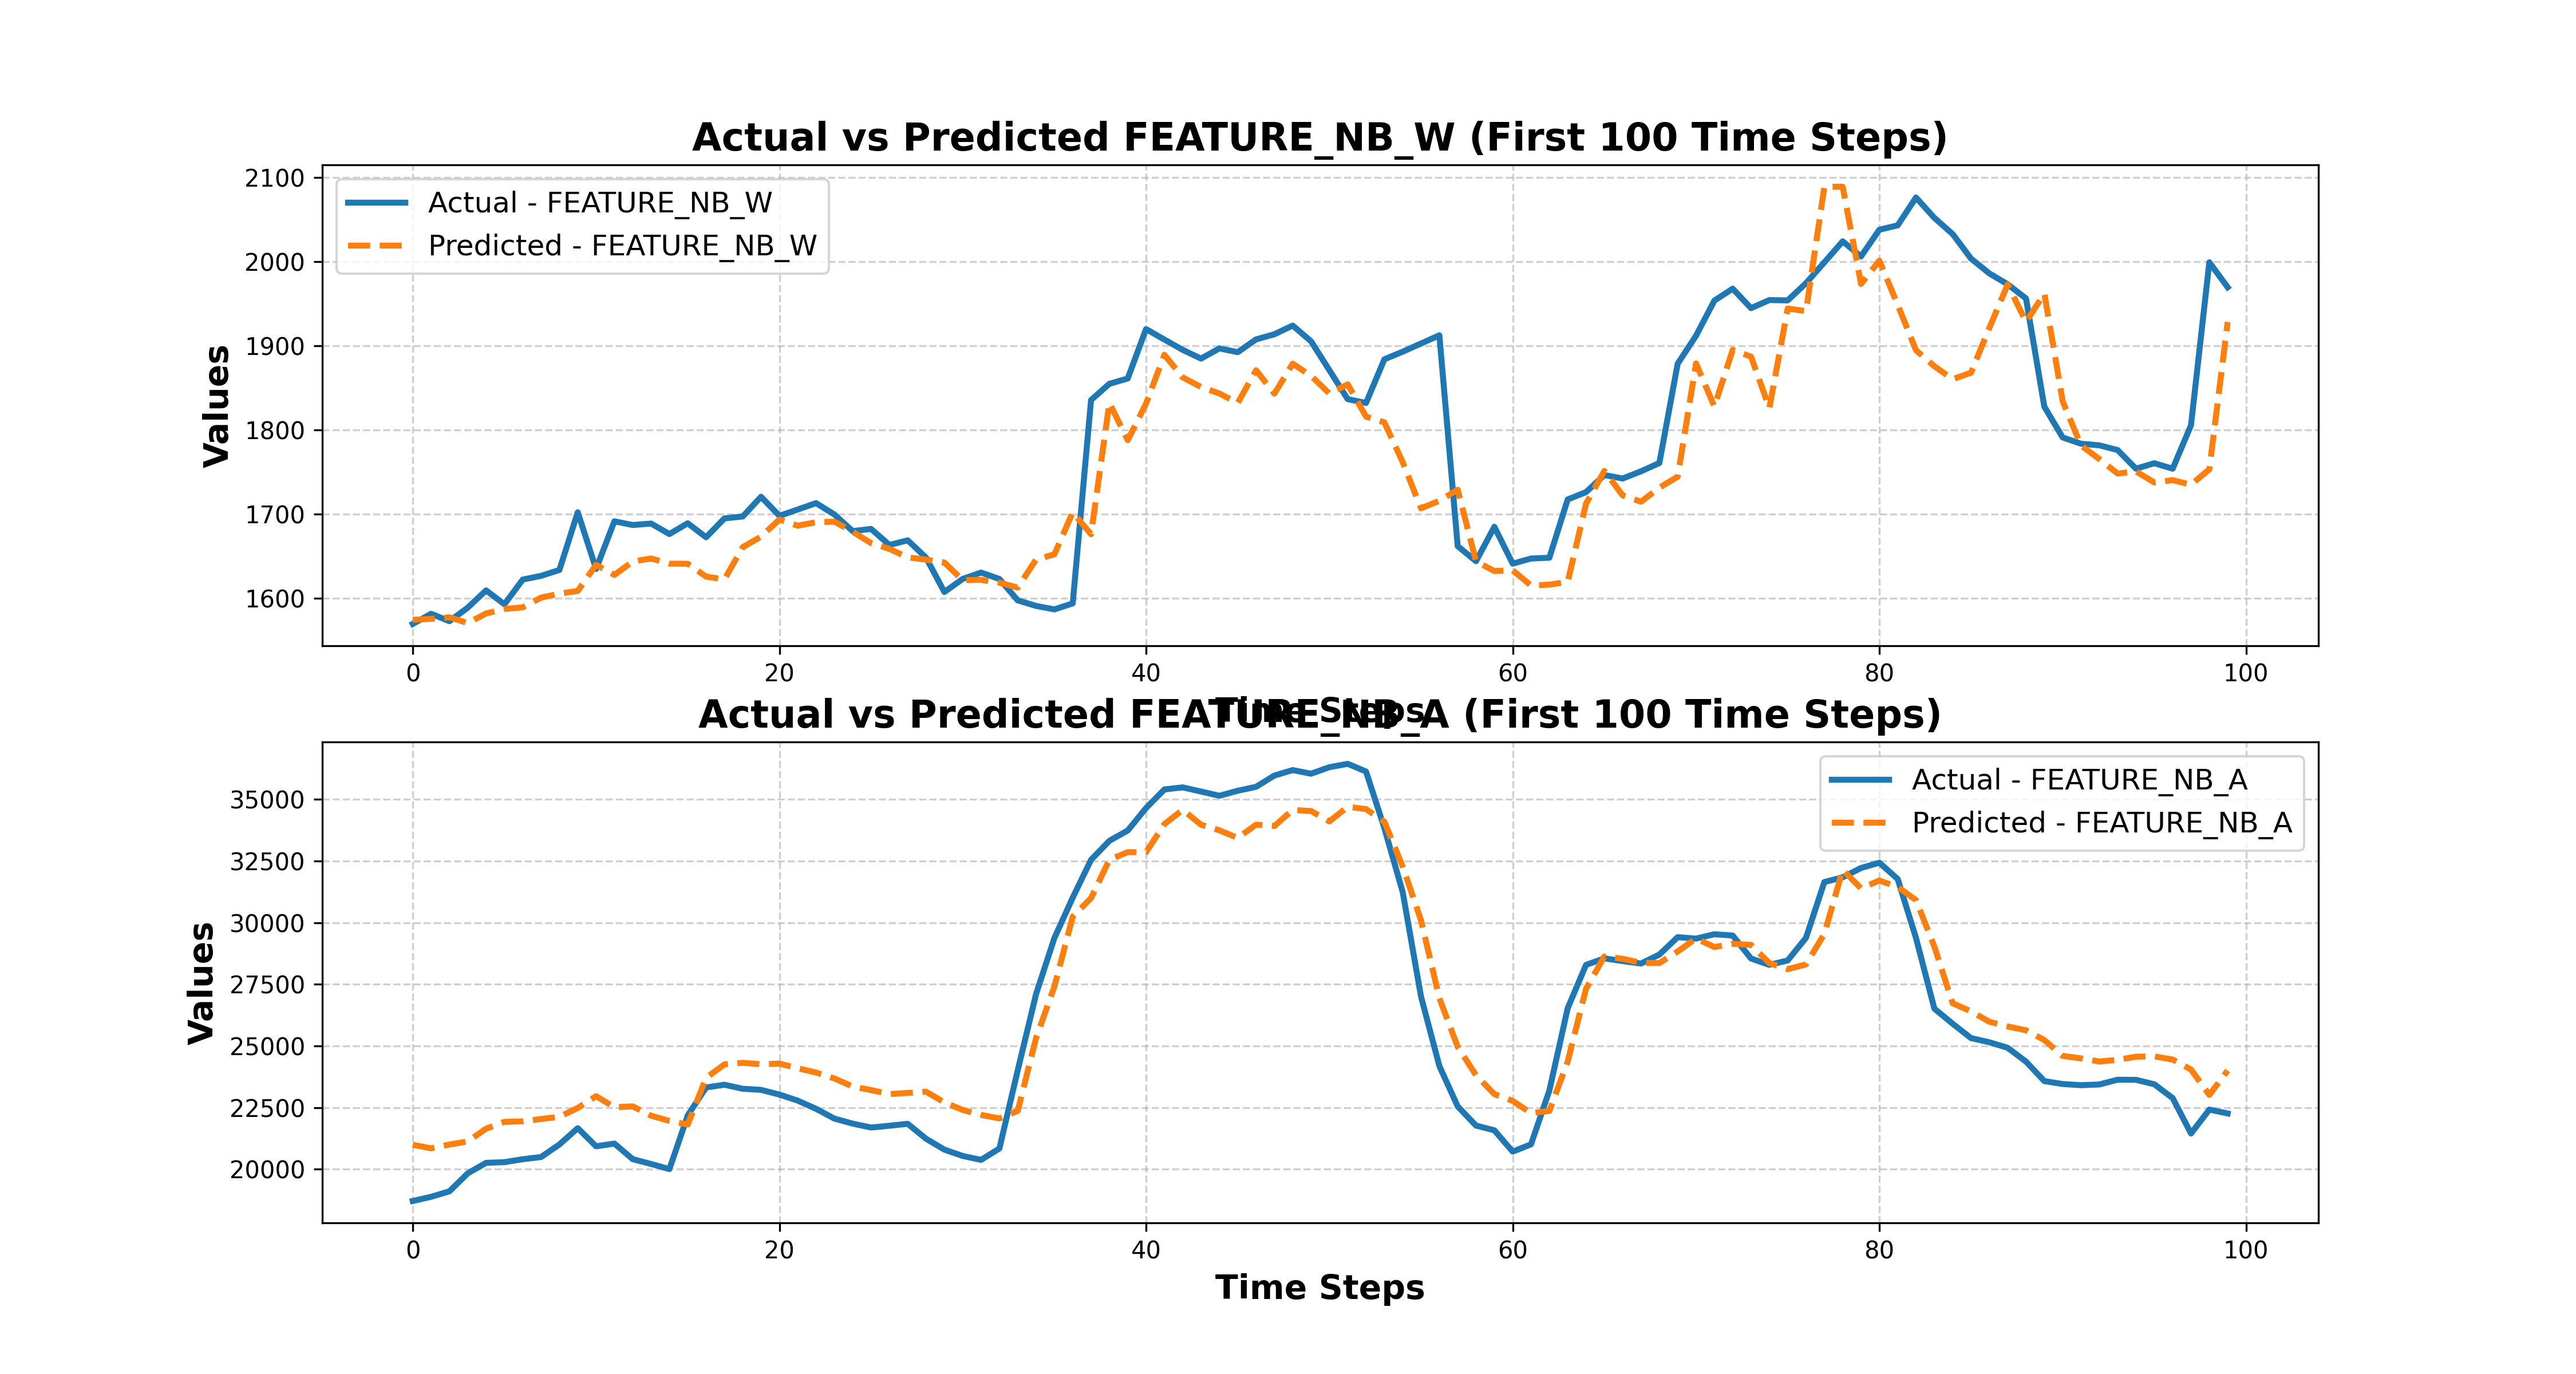 Actual vs Predicted FEATURE_NB_W (First 100 Time Steps)
2100
2000
1900
1800
1700
1600
Values
Actual - FEATURE_NB_W
Predicted - FEATURE_NB_W
0 20 40 60 80 100
Time Steps
Actual vs Predicted FEATURE_NB_A (First 100 Time Steps)
35000
32500
30000
27500
25000
22500
20000
Values
Actual - FEATURE_NB_A
Predicted - FEATURE_NB_A
0 20 40 60 80 100
Time Steps